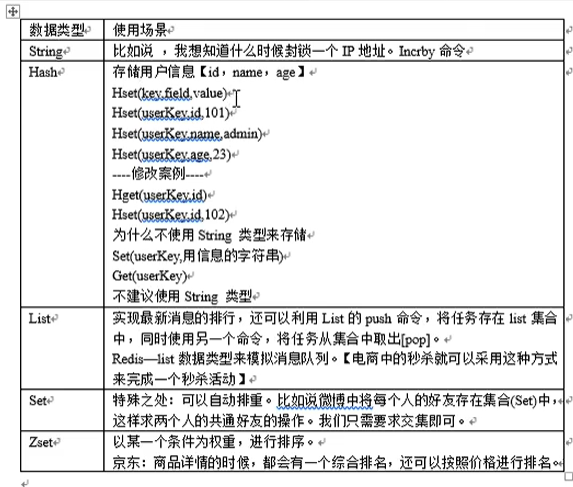 数据类型 使用场景
String 比如说 ,我想知道什么时候封锁一个 IP 地址。Incrby 命令
Hash 存储用户信息【id，name，age】
Hset(key,field,value)
Hset(userKey,id,101)
Hset(userKey,name,admin)
Hset(userKey,age,23)
----修改案例----
Hget(userKey,id)
Hset(userKey,id,102)
为什么不使用 String 类型来存储
Set(userKey,用信息的字符串)
Get(userKey)
不建议使用 String 类型
List 实现最新消息的排行，还可以利用 List 的 push 命令，将任务存在 list 集合
中，同时使用另一个命令，将任务从集合中取出[pop]。
Redis—list 数据类型来模拟消息队列。【电商中的秒杀就可以采用这种方式
来完成一个秒杀活动】
Set 特殊之处：可以自动排重。比如说微博中将每个人的好友存在集合(Set)中，
这样求两个人的共通好友的操作。我们只需要求交集即可。
Zset 以某一个条件为权重，进行排序。
京东：商品详情的时候，都会有一个综合排名，还可以按照价格进行排名。